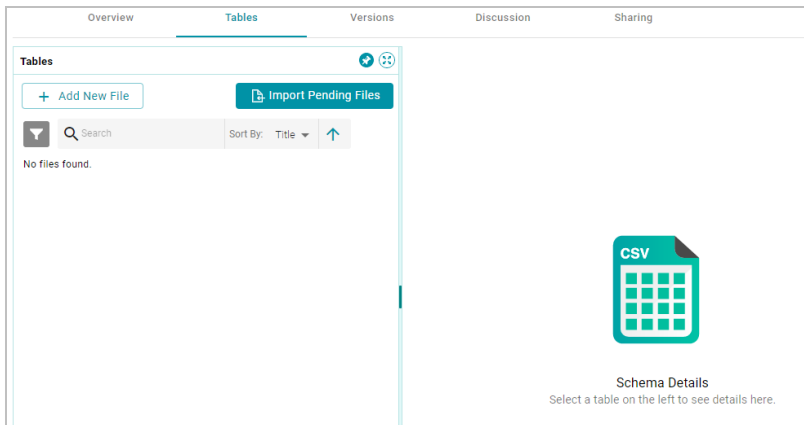 Overview Tables Versions Discussion Sharing
Tables
+ Add New File Import Pending Files
Search Sort By: Title
No files found.
CSV
Schema Details
Select a table on the left to see details here.